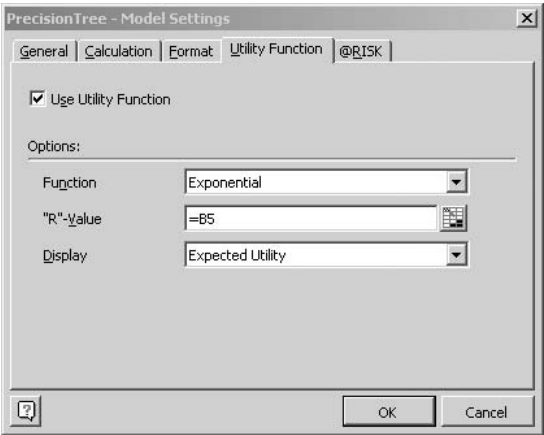 PrecisionTree - Model Settings
General Calculation Format Utility Function @RISK
Use Utility Function
Options:
Function Exponential
"R"-Value =B5
Display Expected Utility
OK Cancel